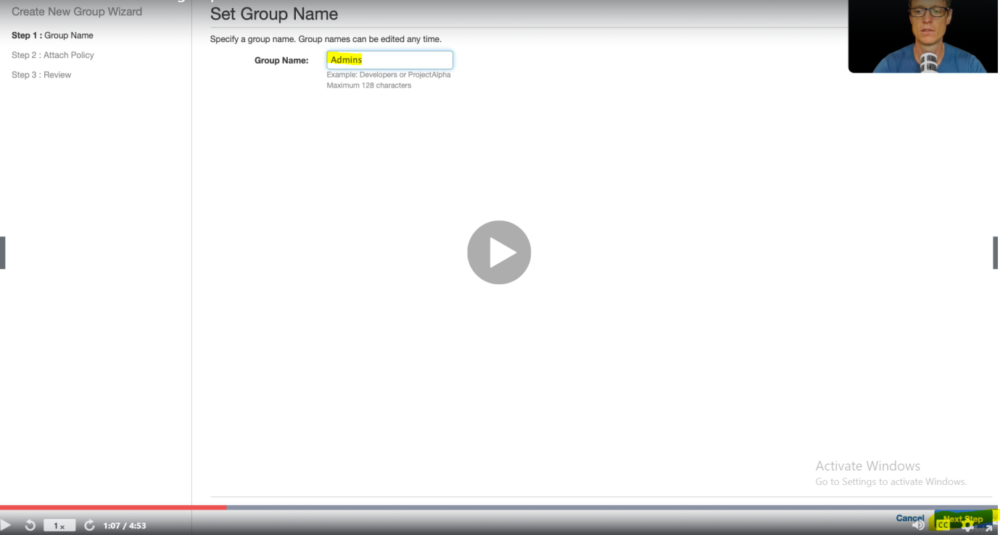 Create New Group Wizard
Step 1 : Group Name
Step 2 : Attach Policy
Step 3 : Review
Set Group Name
Specify a group name. Group names can be edited any time.
Group Name: Admins
Example: Developers or ProjectAlpha
Maximum 128 characters
Activate Windows
Go to Settings to activate Windows.
Cancel Next Step
1x 1:07 / 4:53 CC